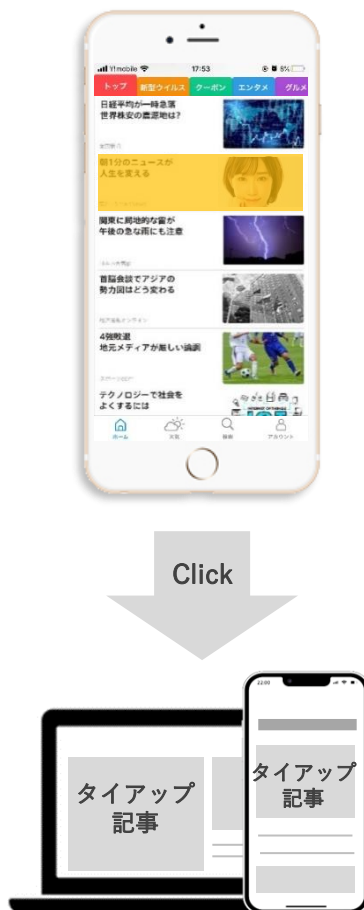 Y!mobile 17:53 8%
トップ 新型ウイルス クーポン エンタメ グルメ
日経平均が一時急落
世界株安の震源地は?
朝1分のニュースが
人生を変える
関東に局地的な雷が
午後の急な雨にも注意
首脳会談でアジアの
勢力図はどう変わる
4強敗退
地元メディアが厳しい論調
テクノロジーで社会を
よくするには
ホーム 天気 検索 アカウント
Click
22:09
タイアップ
記事
タイアップ
記事